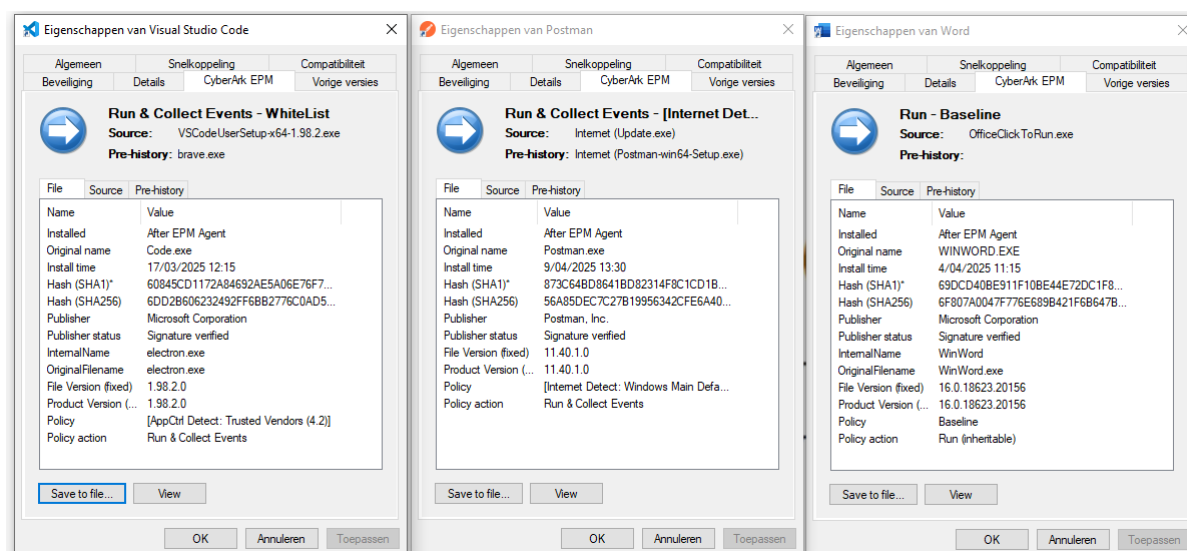 Eigenschappen van Visual Studio Code
Algemeen Snelkoppeling Compatibiliteit
Beveiliging Details CyberArk EPM Vorige versies
Run & Collect Events - WhiteList
Source: VSCodeUserSetup-x64-1.98.2.exe
Pre-history: brave.exe
File Source Pre-history
Name Value
Installed After EPM Agent
Original name Code.exe
Install time 17/03/2025 12:15
Hash (SHA1)* 60845CD1172A84692AE5A06E76F7...
Hash (SHA256) 6DD2B606232492FF6BB2776C0AD5...
Publisher Microsoft Corporation
Publisher status Signature verified
InternalName electron.exe
OriginalFilename electron.exe
File Version (fixed) 1.98.2.0
Product Version (... 1.98.2.0
Policy [AppCtrl Detect: Trusted Vendors (4.2)]
Policy action Run & Collect Events
Save to file... View
OK Annuleren Toepassen
Eigenschappen van Postman
Algemeen Snelkoppeling Compatibiliteit
Beveiliging Details CyberArk EPM Vorige versies
Run & Collect Events - [Internet Det...
Source: Internet (Update.exe)
Pre-history: Internet (Postman-win64-Setup.exe)
File Source Pre-history
Name Value
Installed After EPM Agent
Original name Postman.exe
Install time 9/04/2025 13:30
Hash (SHA1)* 873C64BD8641BD82314F8C1CD1B...
Hash (SHA256) 56A85DEC7C27B19956342CFE6A40...
Publisher Postman, Inc.
Publisher status Signature verified
File Version (fixed) 11.40.1.0
Product Version (... 11.40.1.0
Policy [Internet Detect: Windows Main Defa...
Policy action Run & Collect Events
Save to file... View
OK Annuleren Toepassen
Eigenschappen van Word
Algemeen Snelkoppeling Compatibiliteit
Beveiliging Details CyberArk EPM Vorige versies
Run - Baseline
Source: OfficeClickToRun.exe
Pre-history:
File Source Pre-history
Name Value
Installed After EPM Agent
Original name WINWORD.EXE
Install time 4/04/2025 11:15
Hash (SHA1)* 69DCD40BE911F10BE44E72DC1F8...
Hash (SHA256) 6F807A0047F776E689B421F6B647B...
Publisher Microsoft Corporation
Publisher status Signature verified
InternalName WinWord
OriginalFilename WinWord.exe
File Version (fixed) 16.0.18623.20156
Product Version (... 16.0.18623.20156
Policy Baseline
Policy action Run (inheritable)
Save to file... View
OK Annuleren Toepassen